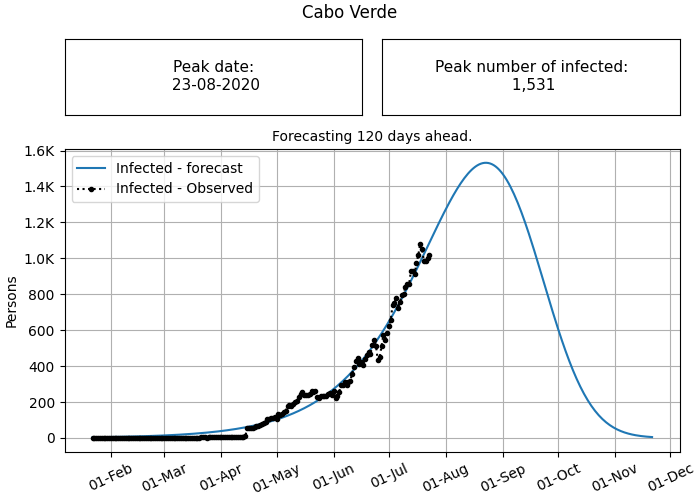 Cabo Verde
Peak date:
23-08-2020
Peak number of infected:
1,531
Forecasting 120 days ahead.
Infected - forecast
Infected - Observed
1.6K
1.4K
1.2K
1.0K
800
600
400
200
0
Persons
01-Feb
01-Mar
01-Apr
01-May
01-Jun
01-Jul
01-Aug
01-Sep
01-Oct
01-Nov
01-Dec